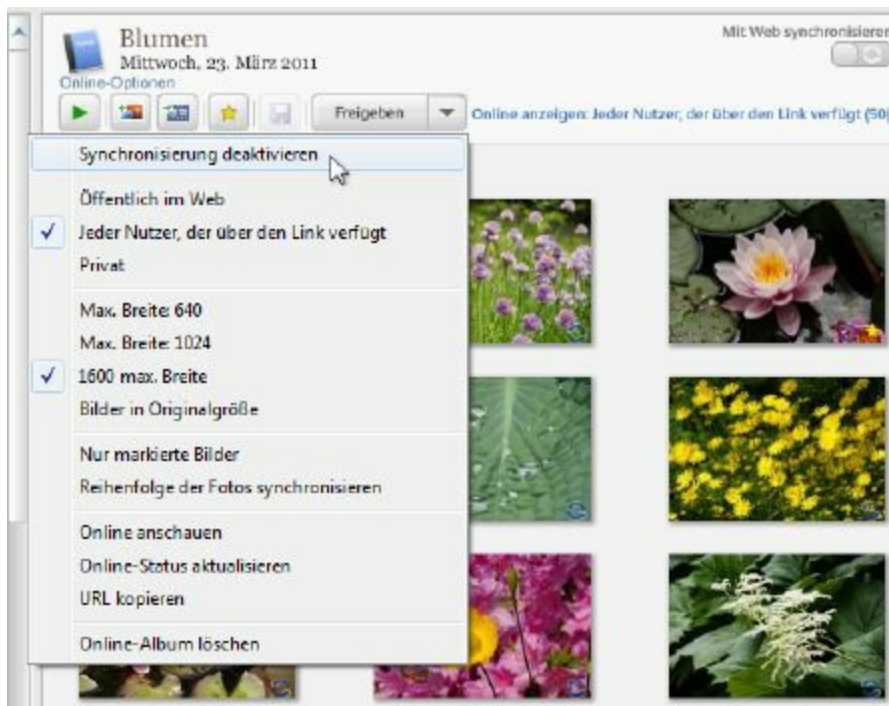 Blumen
Mittwoch, 23. März 2011
Mit Web synchronisieren
Online-Optionen
Freigeben
Online anzeigen: Jeder Nutzer, der über den Link verfügt (50)
Synchronisierung deaktivieren
Öffentlich im Web
Jeder Nutzer, der über den Link verfügt
Privat
Max. Breite: 640
Max. Breite: 1024
1600 max. Breite
Bilder in Originalgröße
Nur markierte Bilder
Reihenfolge der Fotos synchronisieren
Online anschauen
Online-Status aktualisieren
URL kopieren
Online-Album löschen